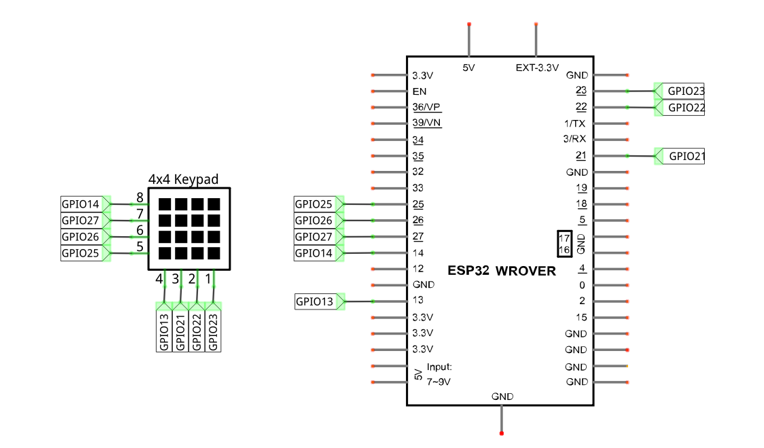 4x4 Keypad
GPIO14 8
GPIO27 7
GPIO26 6
GPIO25 5
4 3 2 1
GPIO13
GPIO21
GPIO22
GPIO23
5V
EXT-3.3V
3.3V
EN
36/VP
39/VN
34
35
32
33
GPIO25 25
GPIO26 26
GPIO27 27
GPIO14 14
12
GND
GPIO13 13
3.3V
3.3V
3.3V
5V
Input:
7~9V
ESP32 WROVER
GND
23 GPIO23
22 GPIO22
1/TX
3/RX
21 GPIO21
GND
19
18
5
17
16
GND
4
0
2
15
GND
GND
GND
GND
GND